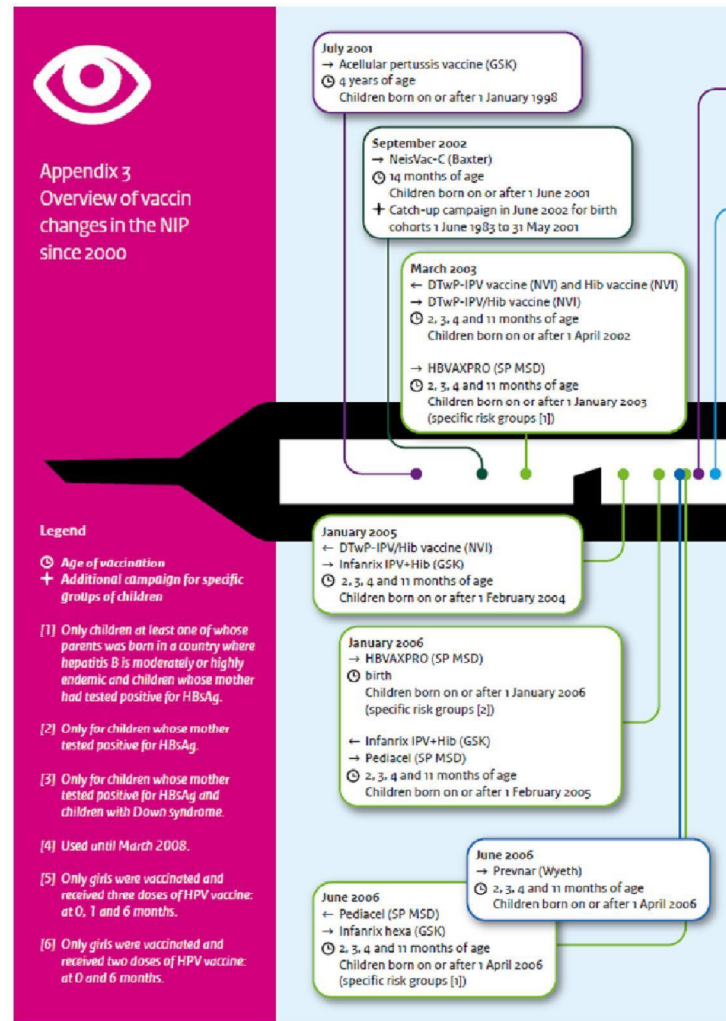 Appendix 3
Overview of vaccin
changes in the NIP
since 2000
Legend
Age of vaccination
+ Additional campaign for specific
groups of children
[1] Only children at least one of whose
parents was born in a country where
hepatitis B is moderately or highly
endemic and children whose mother
had tested positive for HBsAg.
[2] Only for children whose mother
tested positive for HBsAg.
[3] Only for children whose mother
tested positive for HBsAg and
children with Down syndrome.
[4] Used until March 2008.
[5] Only girls were vaccinated and
received three doses of HPV vaccine:
at 0, 1 and 6 months.
[6] Only girls were vaccinated and
received two doses of HPV vaccine:
at 0 and 6 months.
July 2001
→ Acellular pertussis vaccine (GSK)
4 years of age
Children born on or after 1 January 1998
September 2002
→ NeisVac-C (Baxter)
14 months of age
Children born on or after 1 June 2001
+ Catch-up campaign in June 2002 for birth
cohorts 1 June 1983 to 31 May 2001
March 2003
← DTwP-IPV vaccine (NVI) and Hib vaccine (NVI)
→ DTwP-IPV/Hib vaccine (NVI)
2, 3, 4 and 11 months of age
Children born on or after 1 April 2002
→ HBVAXPRO (SP MSD)
2, 3, 4 and 11 months of age
Children born on or after 1 January 2003
(specific risk groups [1])
January 2005
← DTwP-IPV/Hib vaccine (NVI)
→ Infanrix IPV+Hib (GSK)
2, 3, 4 and 11 months of age
Children born on or after 1 February 2004
January 2006
→ HBVAXPRO (SP MSD)
birth
Children born on or after 1 January 2006
(specific risk groups [2])
← Infanrix IPV+Hib (GSK)
→ Pediacel (SP MSD)
2, 3, 4 and 11 months of age
Children born on or after 1 February 2005
June 2006
→ Prevnar (Wyeth)
2, 3, 4 and 11 months of age
Children born on or after 1 April 2006
June 2006
← Pediacel (SP MSD)
→ Infanrix hexa (GSK)
2, 3, 4 and 11 months of age
Children born on or after 1 April 2006
(specific risk groups [1])